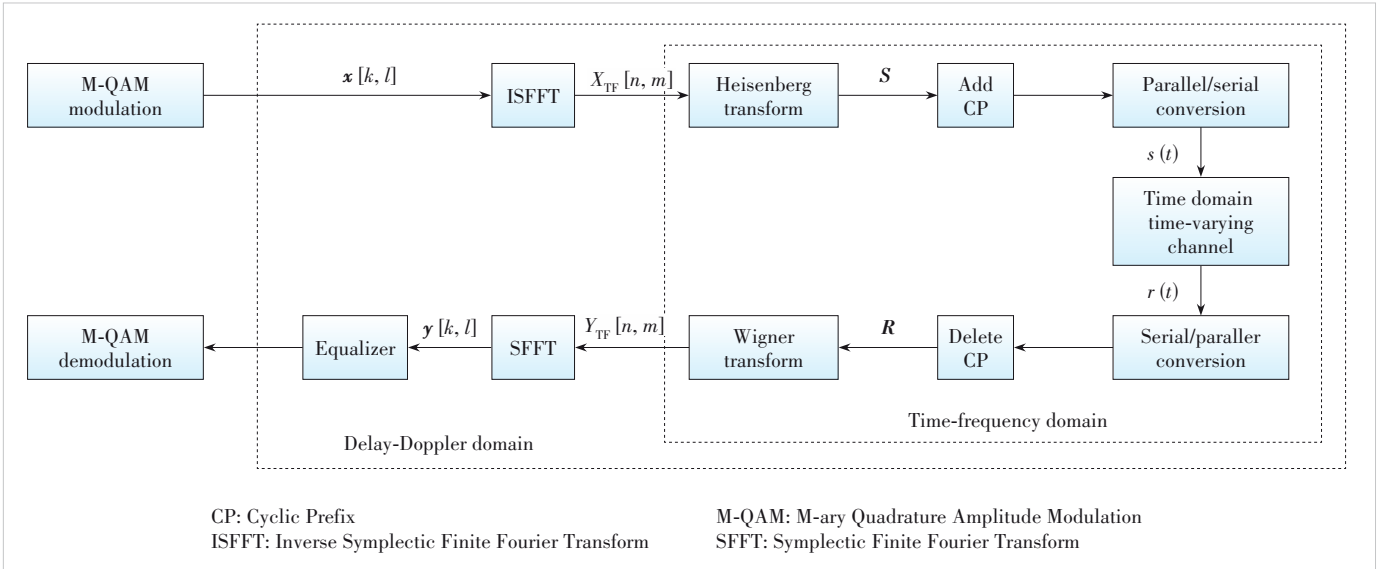 M-QAM
modulation
x [k, l]
ISFFT
X_TF [n, m]
Heisenberg
transform
S
Add
CP
Parallel/serial
conversion
s (t)
Time domain
time-varying
channel
r (t)
M-QAM
demodulation
Equalizer
y [k, l]
SFFT
Y_TF [n, m]
Wigner
transform
R
Delete
CP
Serial/paraller
conversion
Time-frequency domain
Delay-Doppler domain
CP: Cyclic Prefix
ISFFT: Inverse Symplectic Finite Fourier Transform
M-QAM: M-ary Quadrature Amplitude Modulation
SFFT: Symplectic Finite Fourier Transform